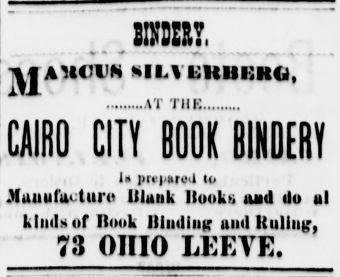 BINDERY.
MARCUS SILVERBERG,
.........AT THE.........
CAIRO CITY BOOK BINDERY
Is prepared to
Manufacture Blank Books and do al
kinds of Book Binding and Ruling,
73 OHIO LEEVE.